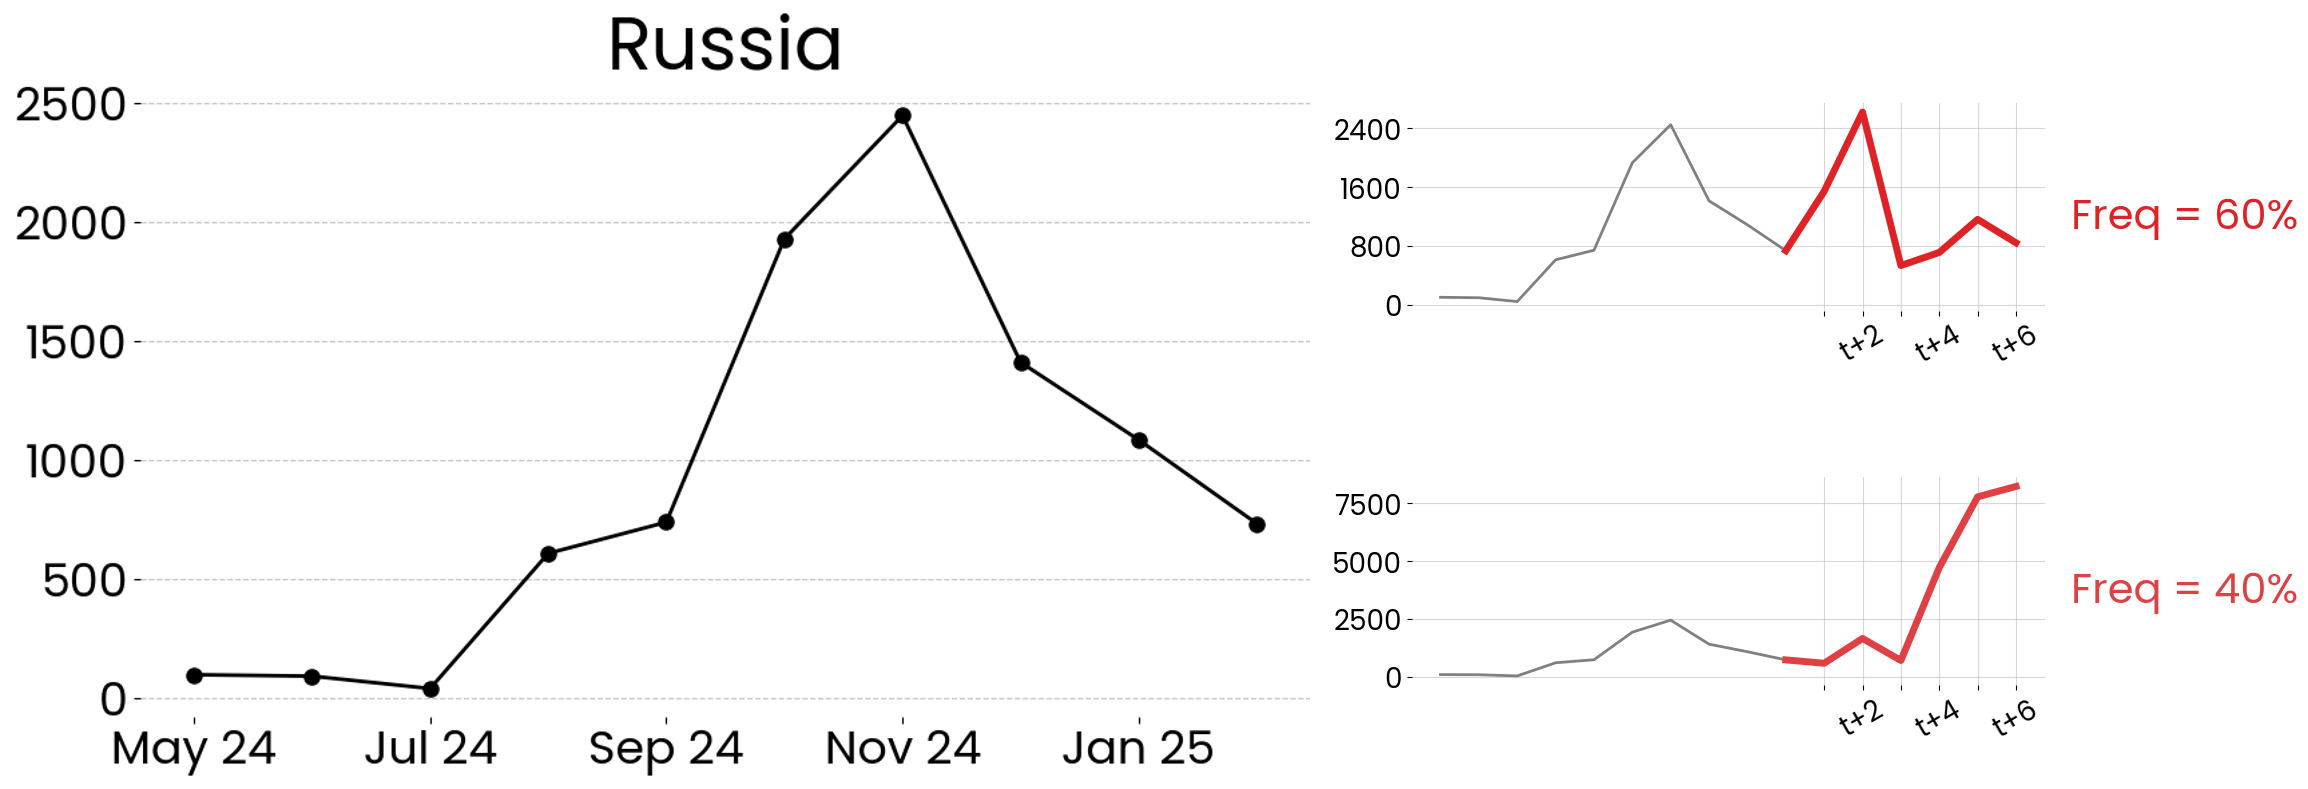 Russia
2500
2000
1500
1000
500
0
May 24
Jul 24
Sep 24
Nov 24
Jan 25
2400
1600
800
0
t+2
t+4
t+6
Freq = 60%
7500
5000
2500
0
t+2
t+4
t+6
Freq = 40%